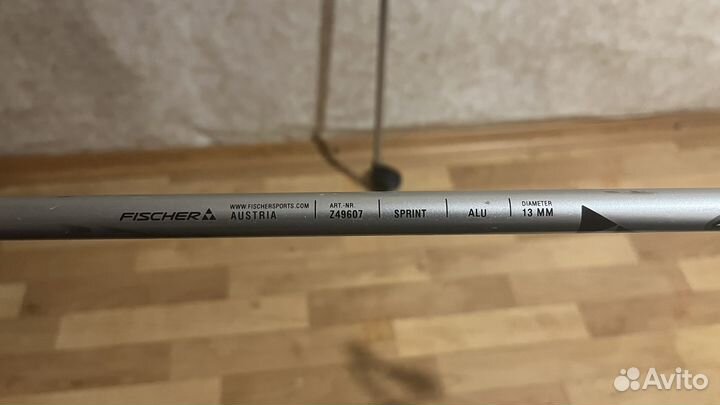 FISCHER
WWW.FISCHERSPORTS.COM
AUSTRIA
ART.-NR.
Z49607
SPRINT
ALU
DIAMETER
13 MM
Avito